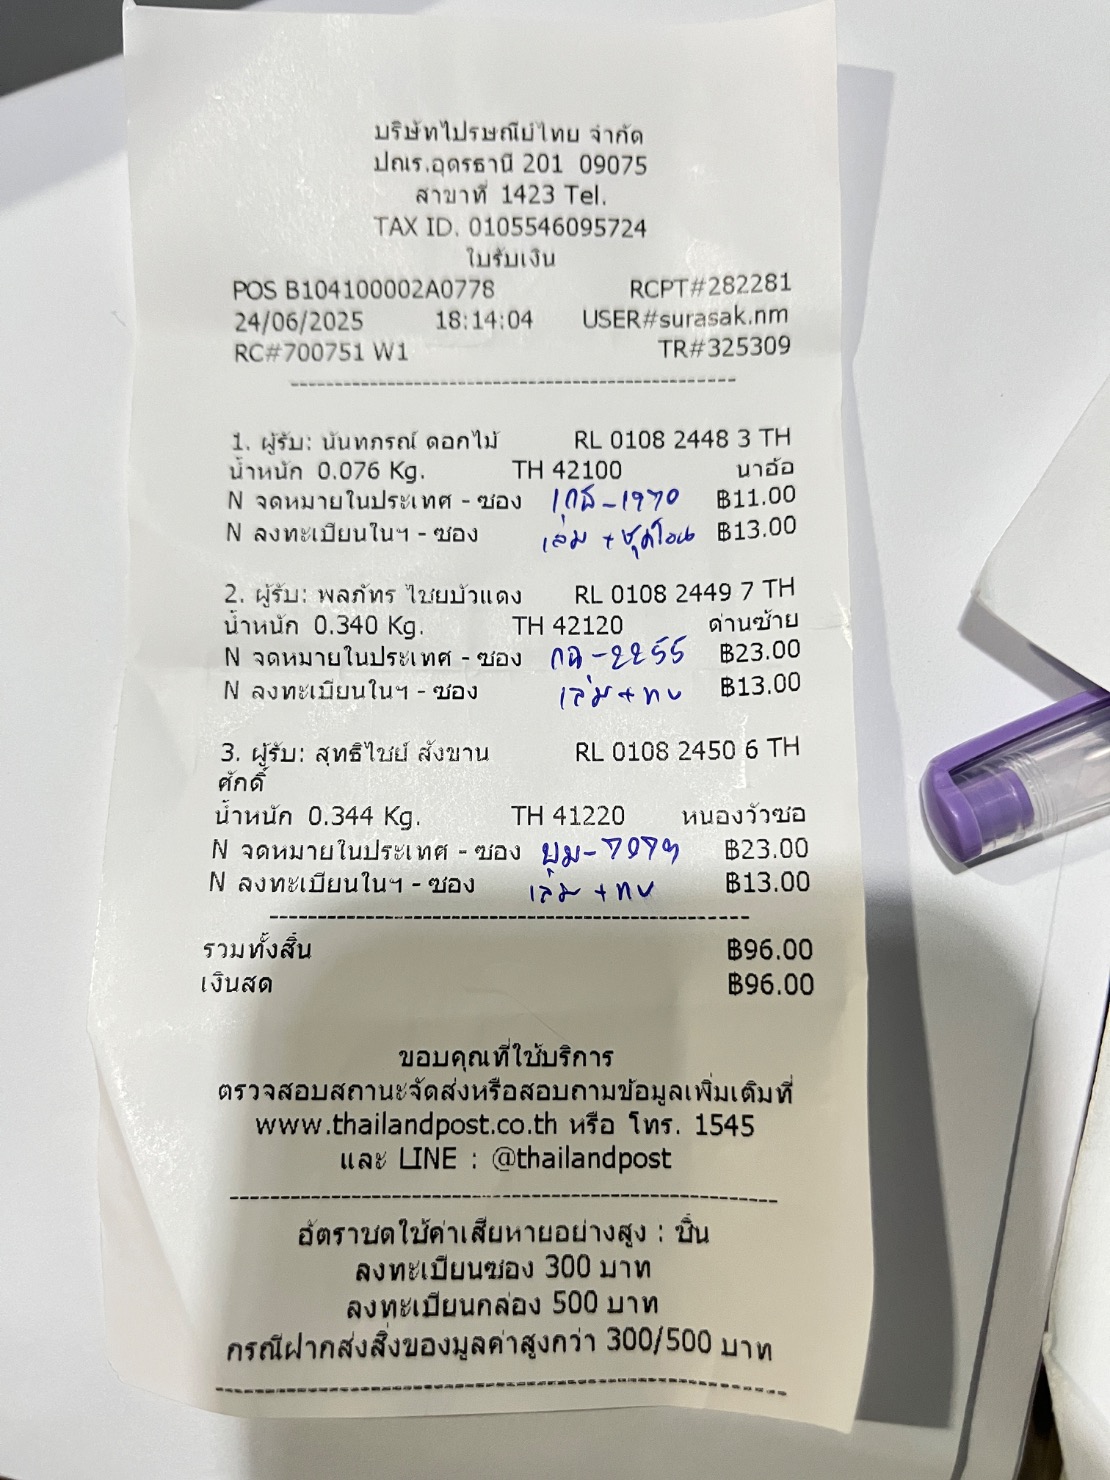 บริษัทไปรษณีย์ไทย จำกัด
ปณร.อุดรธานี 201 09075
สาขาที่ 1423 Tel.
TAX ID. 0105546095724
ใบรับเงิน
POS B104100002A0778 RCPT#282281
24/06/2025 18:14:04 USER#surasak.nm
RC#700751 W1 TR#325309
1. ผู้รับ: นันทภรณ์ ดอกไม้ RL 0108 2448 3 TH
น้ำหนัก 0.076 Kg. TH 42100 นาอ้อ
N จดหมายในประเทศ - ซอง -1970 ฿11.00
N ลงทะเบียนในฯ - ซอง เล่ม + ชุดโอน ฿13.00
2. ผู้รับ: พลภัทร ไชยบัวแดง RL 0108 2449 7 TH
น้ำหนัก 0.340 Kg. TH 42120 ด่านซ้าย
N จดหมายในประเทศ - ซอง -2255 ฿23.00
N ลงทะเบียนในฯ - ซอง เล่ม + ทบ ฿13.00
3. ผู้รับ: สุทธิไชย์ สังขาน RL 0108 2450 6 TH
ศักดิ์
น้ำหนัก 0.344 Kg. TH 41220 หนองวัวซอ
N จดหมายในประเทศ - ซอง ฿23.00
N ลงทะเบียนในฯ - ซอง เล่ม + ทบ ฿13.00
รวมทั้งสิ้น ฿96.00
เงินสด ฿96.00
ขอบคุณที่ใช้บริการ
ตรวจสอบสถานะจัดส่งหรือสอบถามข้อมูลเพิ่มเติมที่
www.thailandpost.co.th หรือ โทร. 1545
และ LINE : @thailandpost
อัตราชดใช้ค่าเสียหายอย่างสูง : ชิ้น
ลงทะเบียนซอง 300 บาท
ลงทะเบียนกล่อง 500 บาท
กรณีฝากส่งสิ่งของมูลค่าสูงกว่า 300/500 บาท